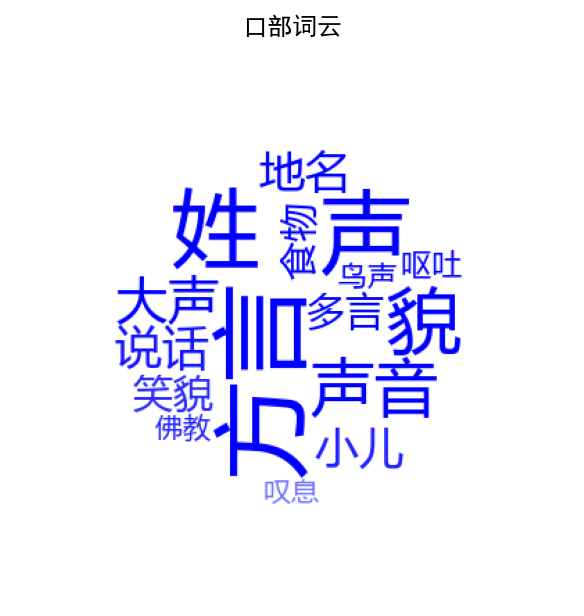 口部词云
地名
姓
食物
声
鸟声
呕吐
大声
方言
多言
貌
说话
声音
笑貌
佛教
小儿
叹息